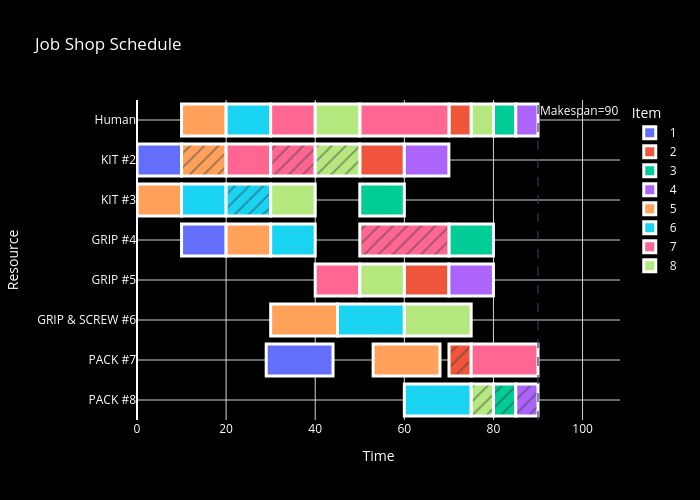 Job Shop Schedule
Makespan=90
Item
1
2
3
4
5
6
7
8
Resource
Human
KIT #2
KIT #3
GRIP #4
GRIP #5
GRIP & SCREW #6
PACK #7
PACK #8
0 20 40 60 80 100
Time